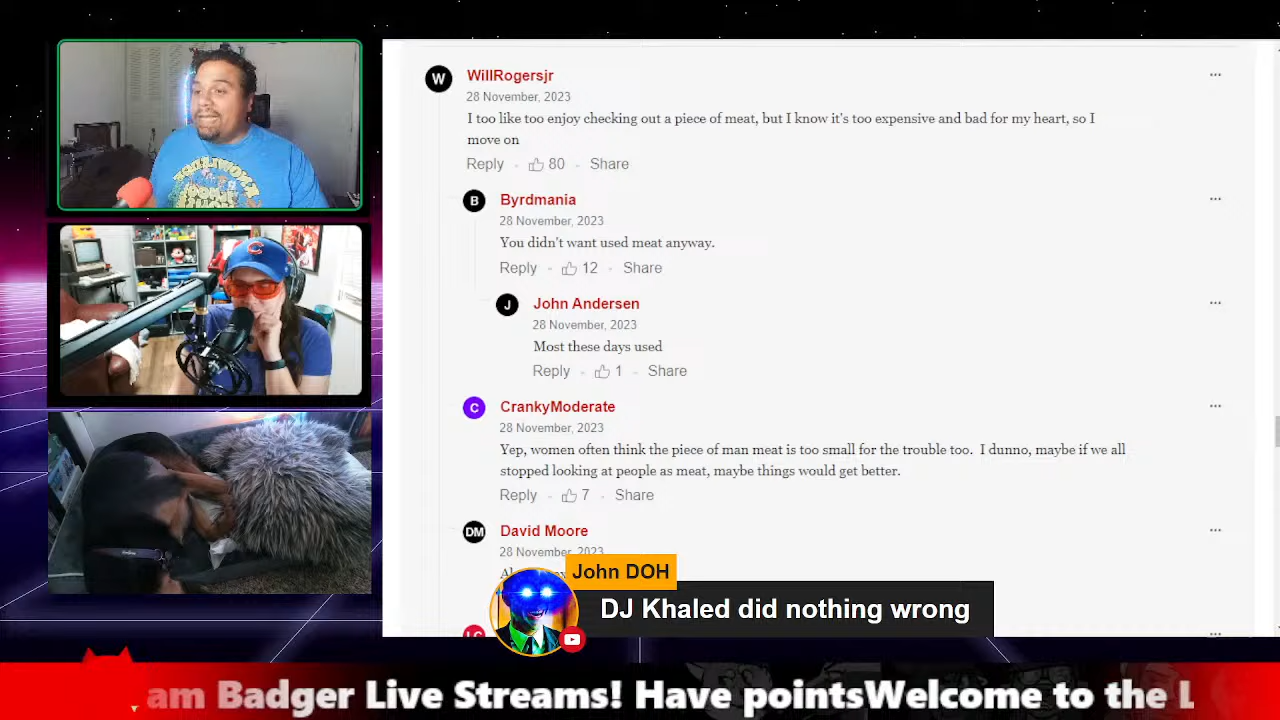 W
WillRogersjr
28 November, 2023
I too like too enjoy checking out a piece of meat, but I know it's too expensive and bad for my heart, so I
move on
Reply
80
Share
B
Byrdmania
28 November, 2023
You didn't want used meat anyway.
Reply
12
Share
J
John Andersen
28 November, 2023
Most these days used
Reply
1
Share
C
CrankyModerate
28 November, 2023
Yep, women often think the piece of man meat is too small for the trouble too. I dunno, maybe if we all
stopped looking at people as meat, maybe things would get better.
Reply
7
Share
DM
David Moore
28 November, 2023
John DOH
DJ Khaled did nothing wrong
am Badger Live Streams! Have pointsWelcome to the L
C